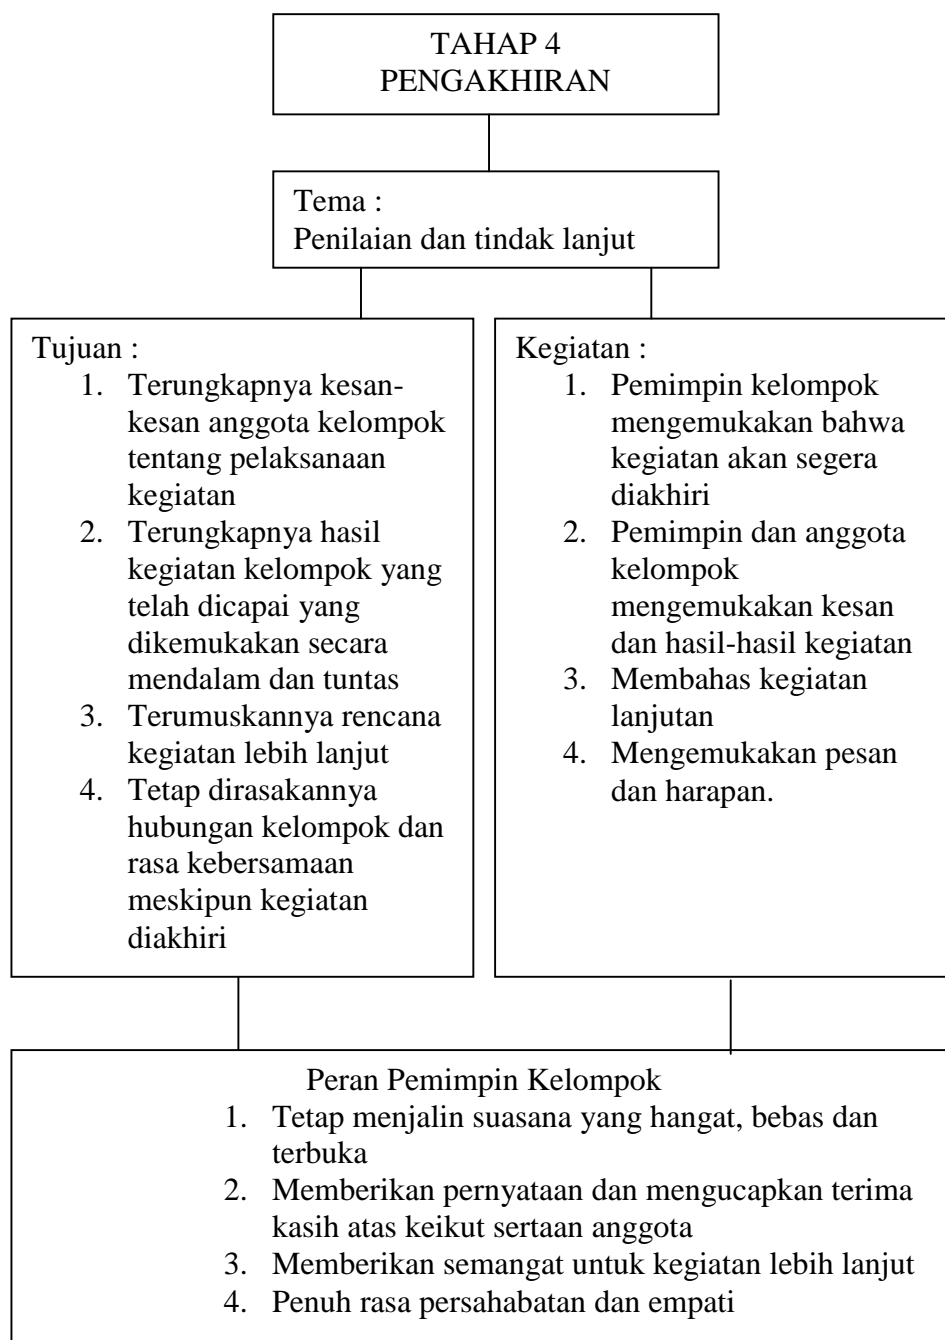 TAHAP 4
PENGAKHIRAN
Tema :
Penilaian dan tindak lanjut
Tujuan :
1. Terungkapnya kesan-
kesan anggota kelompok
tentang pelaksanaan
kegiatan
2. Terungkapnya hasil
kegiatan kelompok yang
telah dicapai yang
dikemukakan secara
mendalam dan tuntas
3. Terumuskannya rencana
kegiatan lebih lanjut
4. Tetap dirasakannya
hubungan kelompok dan
rasa kebersamaan
meskipun kegiatan
diakhiri
Kegiatan :
1. Pemimpin kelompok
mengemukakan bahwa
kegiatan akan segera
diakhiri
2. Pemimpin dan anggota
kelompok
mengemukakan kesan
dan hasil-hasil kegiatan
3. Membahas kegiatan
lanjutan
4. Mengemukakan pesan
dan harapan.
Peran Pemimpin Kelompok
1. Tetap menjalin suasana yang hangat, bebas dan
terbuka
2. Memberikan pernyataan dan mengucapkan terima
kasih atas keikut sertaan anggota
3. Memberikan semangat untuk kegiatan lebih lanjut
4. Penuh rasa persahabatan dan empati